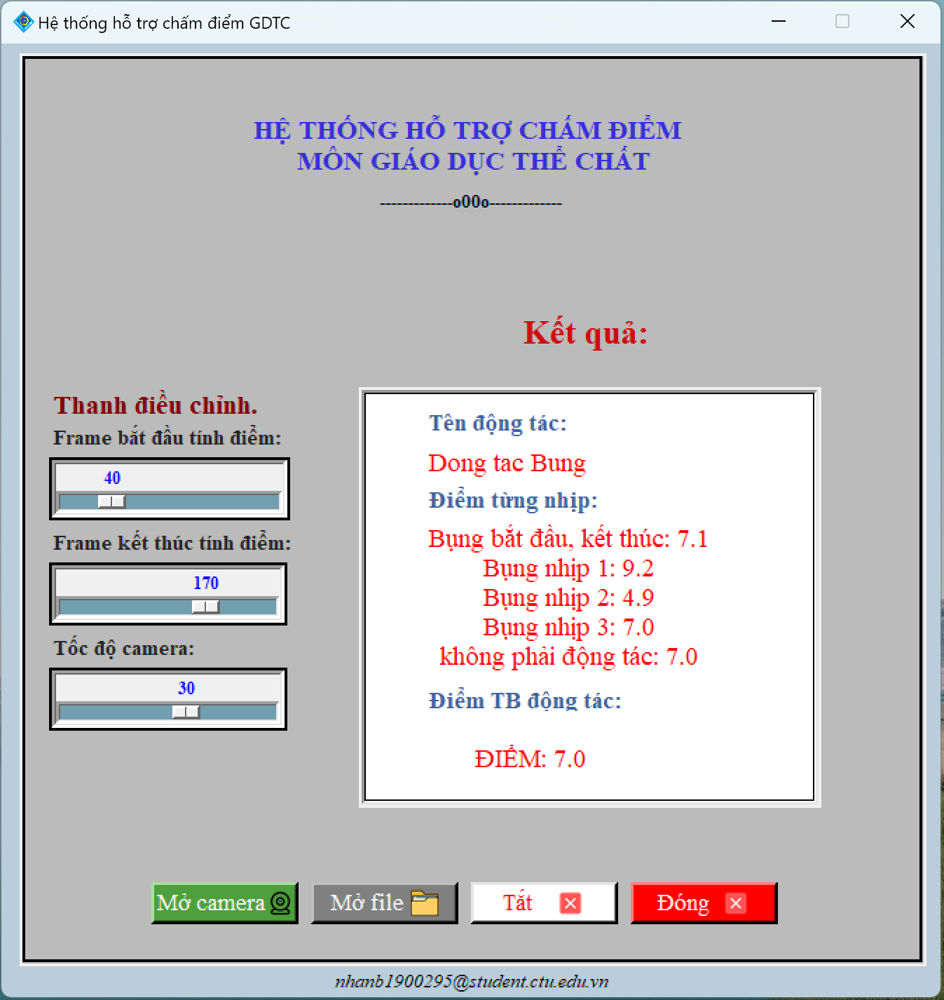 Hệ thống hỗ trợ chấm điểm GDTC
HỆ THỐNG HỖ TRỢ CHẤM ĐIỂM
MÔN GIÁO DỤC THỂ CHẤT
-------------o00o-------------
Kết quả:
Thanh điều chỉnh.
Frame bắt đầu tính điểm:
40
Frame kết thúc tính điểm:
170
Tốc độ camera:
30
Tên động tác:
Dong tac Bung
Điểm từng nhịp:
Bụng bắt đầu, kết thúc: 7.1
Bụng nhịp 1: 9.2
Bụng nhịp 2: 4.9
Bụng nhịp 3: 7.0
không phải động tác: 7.0
Điểm TB động tác:
ĐIỂM: 7.0
Mở camera
Mở file
Tắt
Đóng
nhanb1900295@student.ctu.edu.vn